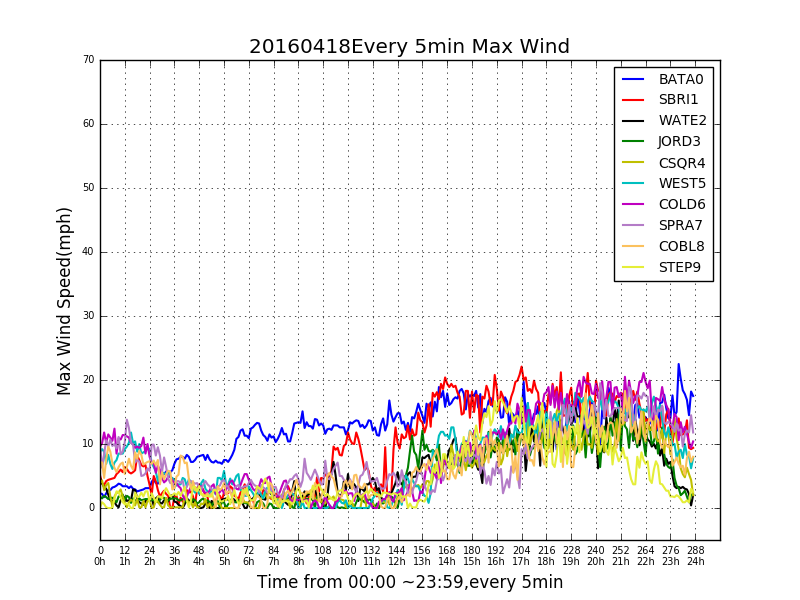 20160418Every 5min Max Wind
70
60
50
40
30
20
10
0
Max Wind Speed(mph)
BATA0
SBRI1
WATE2
JORD3
CSQR4
WEST5
COLD6
SPRA7
COBL8
STEP9
0 12 24 36 48 60 72 84 96 108 120 132 144 156 168 180 192 204 216 228 240 252 264 276 288
0h 1h 2h 3h 4h 5h 6h 7h 8h 9h 10h 11h 12h 13h 14h 15h 16h 17h 18h 19h 20h 21h 22h 23h 24h
Time from 00:00 ~23:59,every 5min